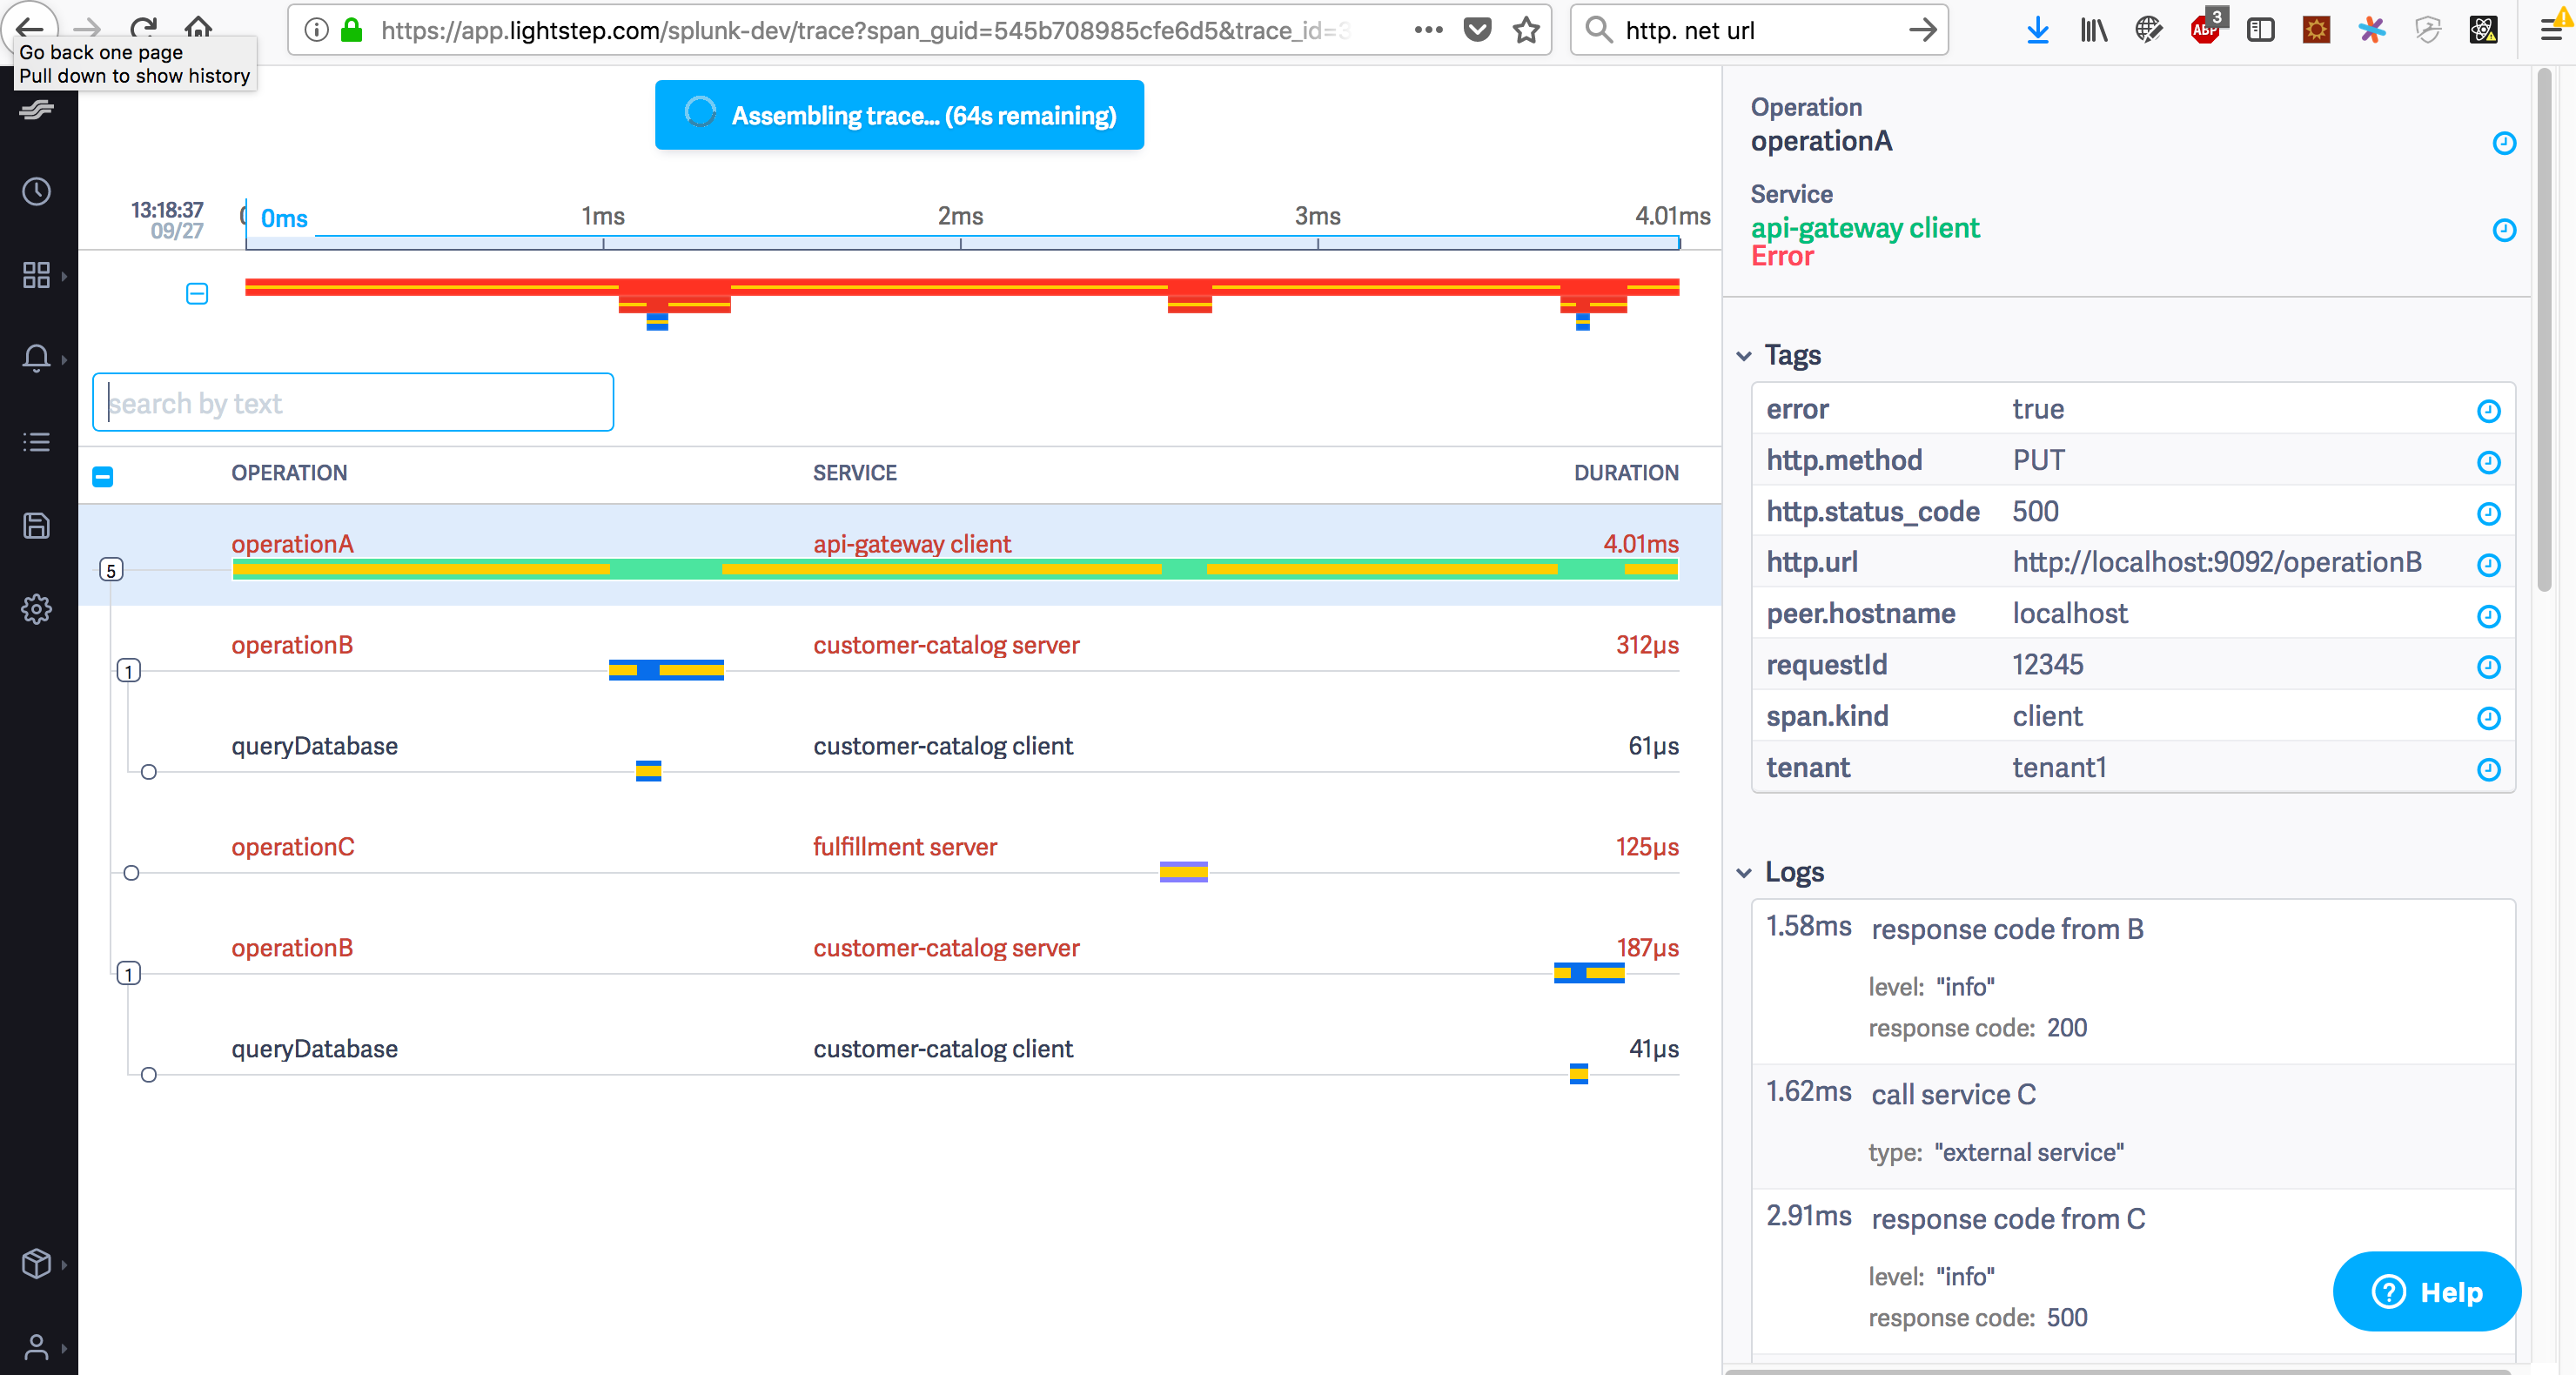 https://app.lightstep.com/splunk-dev/trace?span_guid=545b708985cfe6d5&trace_id=3
http. net url
3
ABP
Go back one page
Pull down to show history
Assembling trace... (64s remaining)
13:18:37
09/27
0ms
1ms
2ms
3ms
4.01ms
search by text
OPERATION SERVICE DURATION
operationA api-gateway client 4.01ms
5
operationB customer-catalog server 312µs
1
queryDatabase customer-catalog client 61µs
operationC fulfillment server 125µs
operationB customer-catalog server 187µs
1
queryDatabase customer-catalog client 41µs
Operation
operationA
Service
api-gateway client
Error
Tags
error true
http.method PUT
http.status_code 500
http.url http://localhost:9092/operationB
peer.hostname localhost
requestId 12345
span.kind client
tenant tenant1
Logs
1.58ms response code from B
level: "info"
response code: 200
1.62ms call service C
type: "external service"
2.91ms response code from C
level: "info"
response code: 500
Help